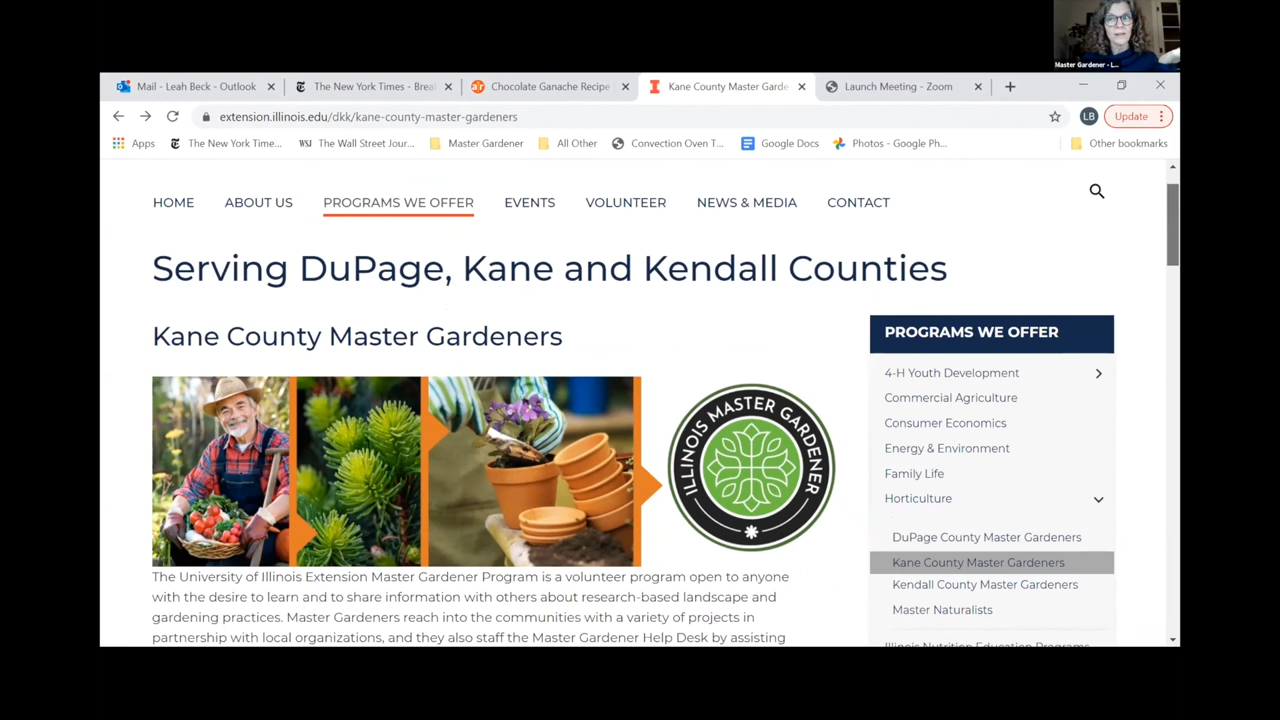 Master Gardener - L...
Mail - Leah Beck - Outlook
The New York Times - Brea
Chocolate Ganache Recipe
Kane County Master Garde
Launch Meeting - Zoom
extension.illinois.edu/dkk/kane-county-master-gardeners
LB
Update
Apps
The New York Time...
WSJ
The Wall Street Jour...
Master Gardener
All Other
Convection Oven T...
Google Docs
Photos - Google Ph...
Other bookmarks
HOME
ABOUT US
PROGRAMS WE OFFER
EVENTS
VOLUNTEER
NEWS & MEDIA
CONTACT
Serving DuPage, Kane and Kendall Counties
Kane County Master Gardeners
ILLINOIS MASTER GARDENER
The University of Illinois Extension Master Gardener Program is a volunteer program open to anyone
with the desire to learn and to share information with others about research-based landscape and
gardening practices. Master Gardeners reach into the communities with a variety of projects in
partnership with local organizations, and they also staff the Master Gardener Help Desk by assisting
PROGRAMS WE OFFER
4-H Youth Development
Commercial Agriculture
Consumer Economics
Energy & Environment
Family Life
Horticulture
DuPage County Master Gardeners
Kane County Master Gardeners
Kendall County Master Gardeners
Master Naturalists
Illinois Nutrition Education Programs